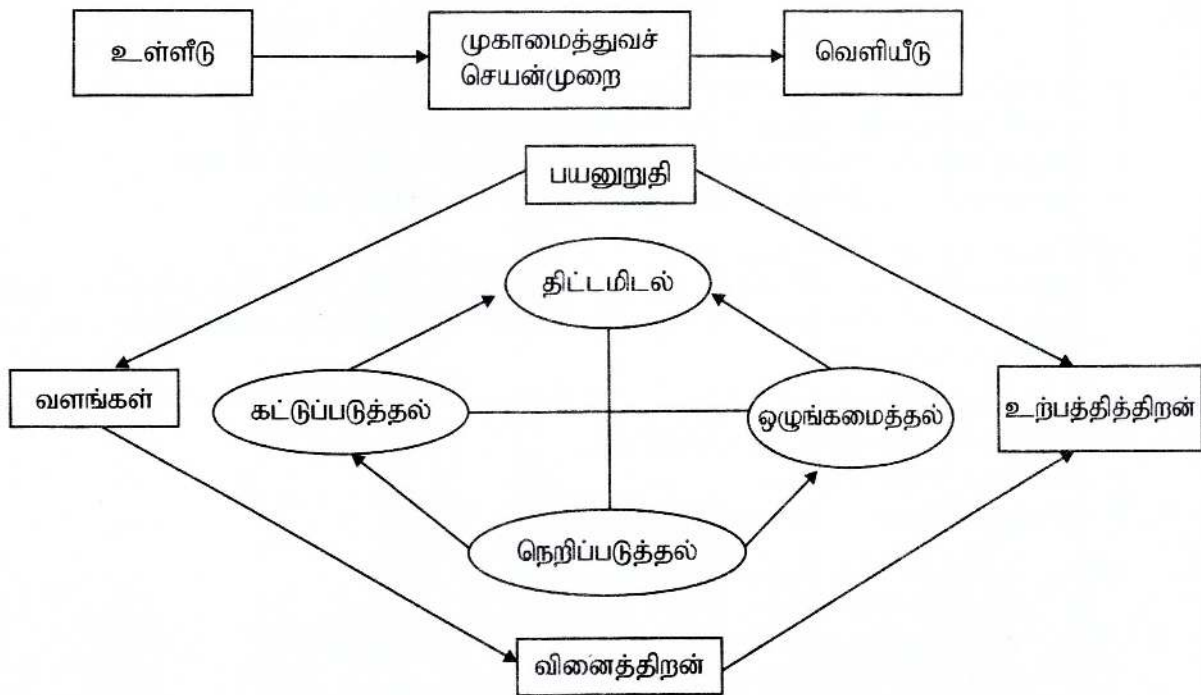 உள்ளீடு
முகாமைத்துவச்
செயன்முறை
வெளியீடு
பயனுறுதி
திட்டமிடல்
வளங்கள்
கட்டுப்படுத்தல்
ஒழுங்கமைத்தல்
உற்பத்தித்திறன்
நெறிப்படுத்தல்
வினைத்திறன்